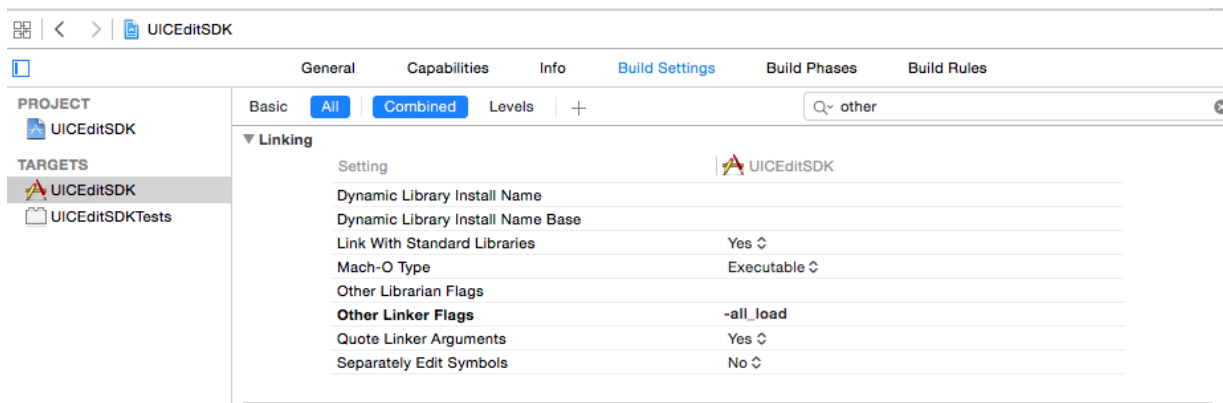 UICEditSDK
General Capabilities Info Build Settings Build Phases Build Rules
PROJECT
UICEditSDK
TARGETS
UICEditSDK
UICEditSDKTests
Basic All Combined Levels + other
Linking
Setting UICEditSDK
Dynamic Library Install Name
Dynamic Library Install Name Base
Link With Standard Libraries Yes
Mach-O Type Executable
Other Librarian Flags
Other Linker Flags -all_load
Quote Linker Arguments Yes
Separately Edit Symbols No